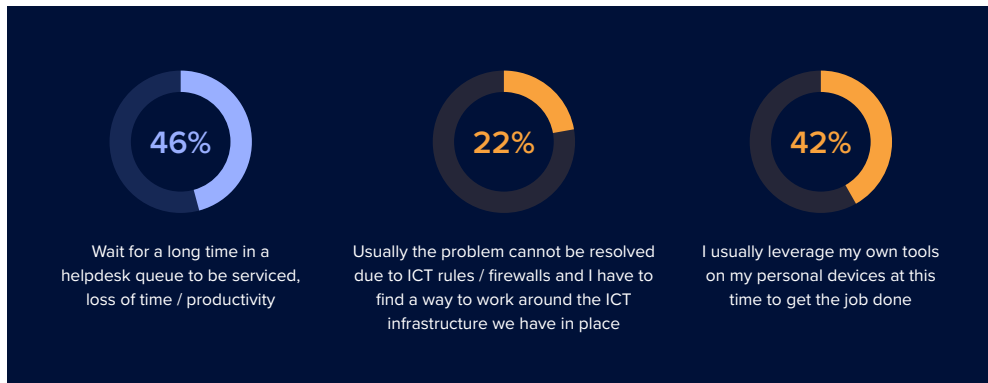 46%
Wait for a long time in a
helpdesk queue to be serviced,
loss of time / productivity
22%
Usually the problem cannot be resolved
due to ICT rules / firewalls and I have to
find a way to work around the ICT
infrastructure we have in place
42%
I usually leverage my own tools
on my personal devices at this
time to get the job done